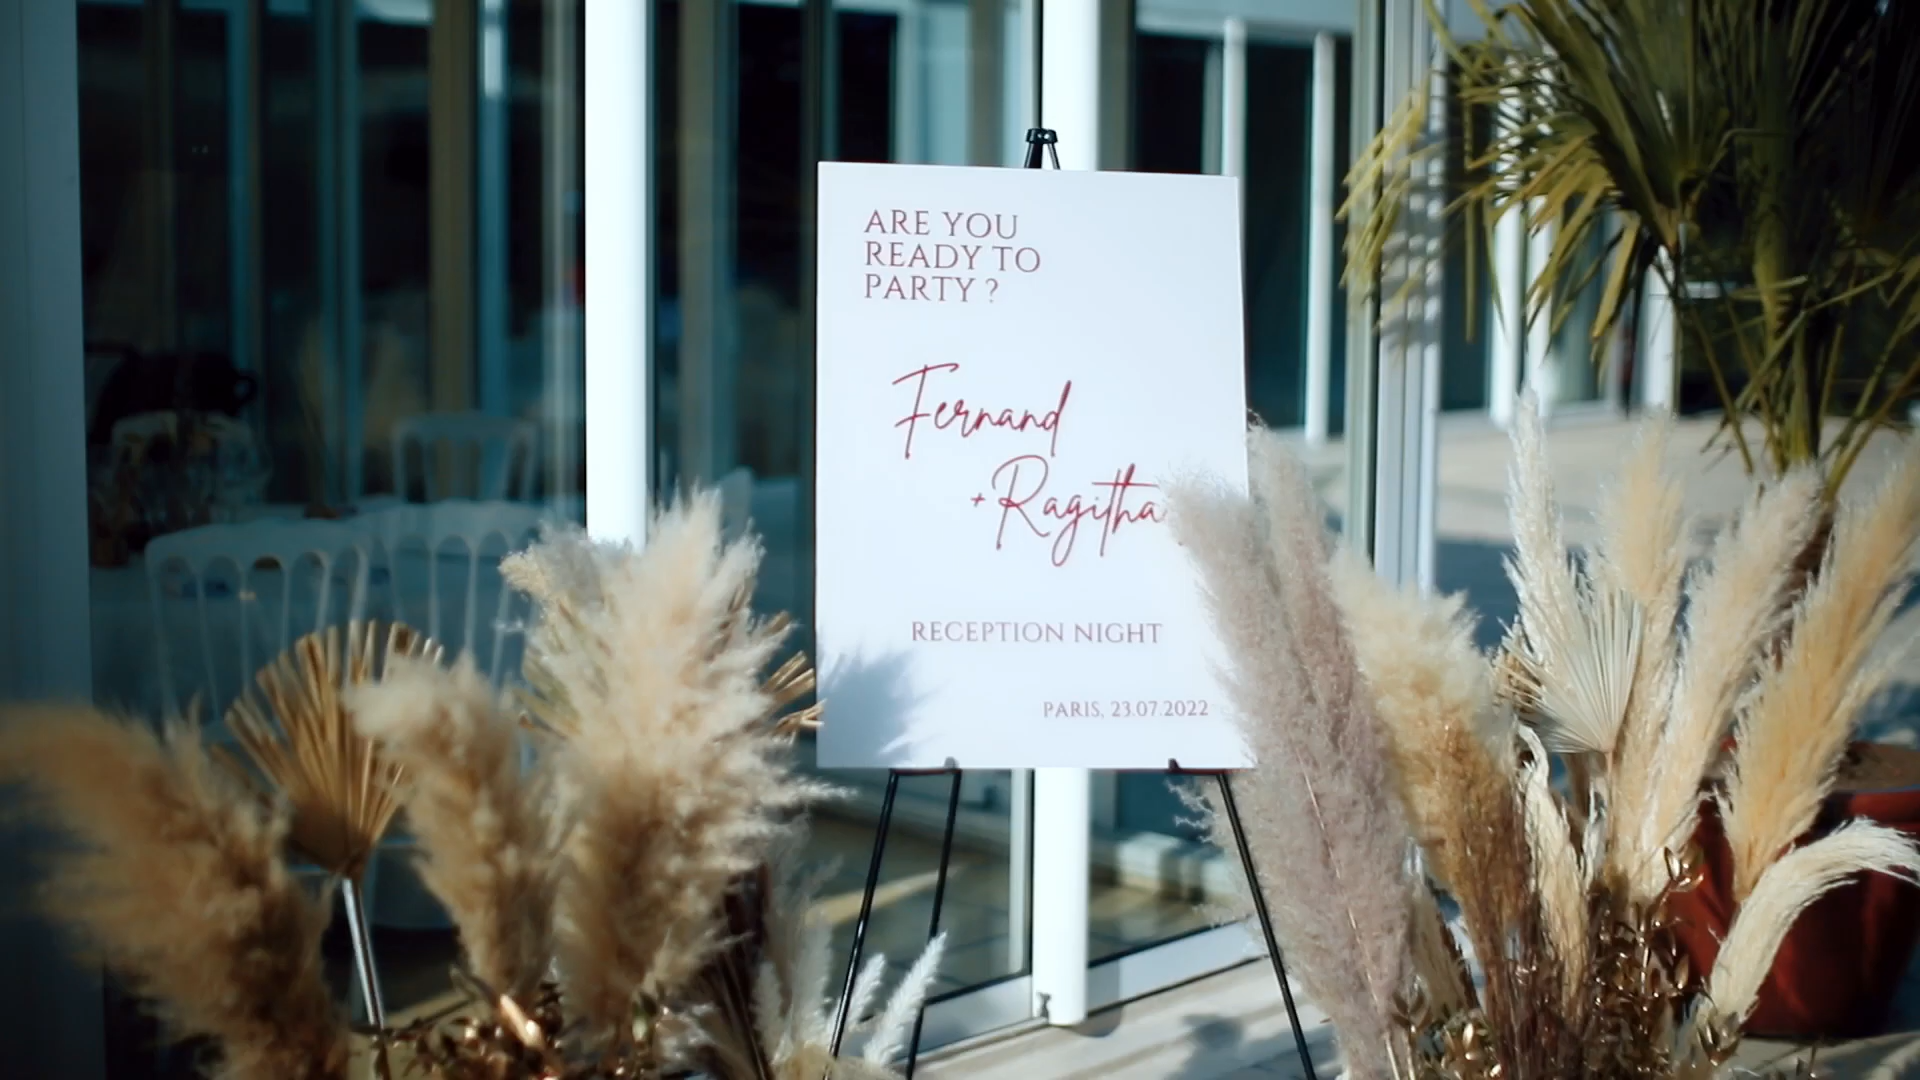 ARE YOU
READY TO
PARTY ?
Fernand
+Ragitha
RECEPTION NIGHT
PARIS, 23.07.2022